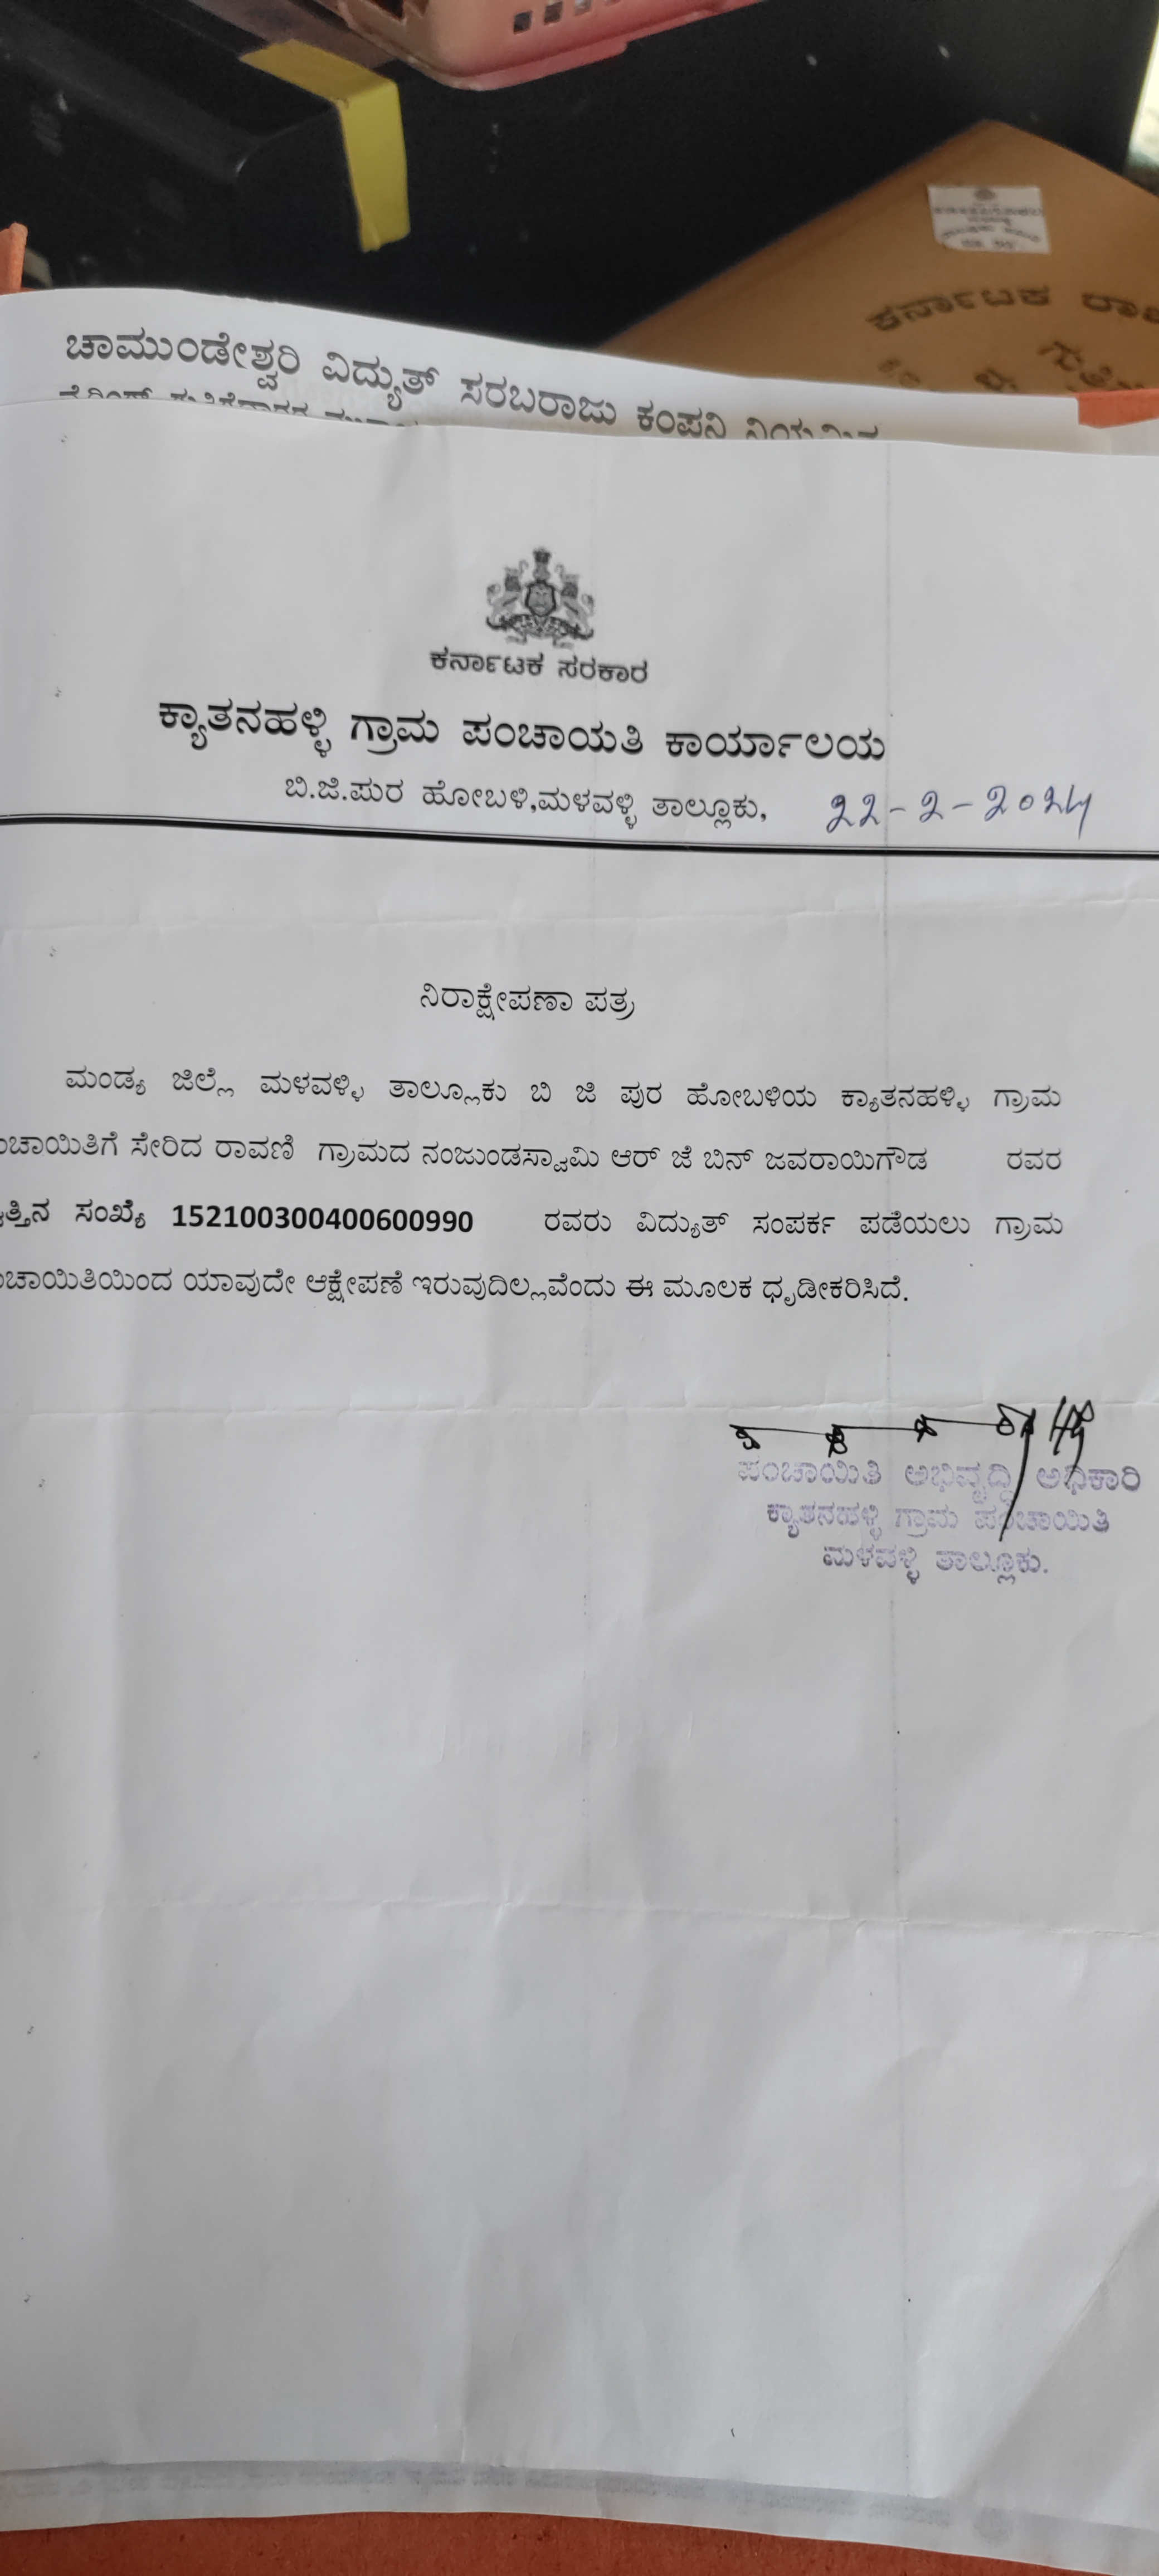 ಕರ್ನಾಟಕ
ಚಾಮುಂಡೇಶ್ವರಿ ವಿದ್ಯುತ್ ಸರಬರಾಜು ಕಂಪನಿ
ಕರ್ನಾಟಕ ಸರಕಾರ
ಕ್ಯಾತನಹಳ್ಳಿ ಗ್ರಾಮ ಪಂಚಾಯತಿ ಕಾರ್ಯಾಲಯ
ಬಿ.ಜಿ.ಪುರ ಹೋಬಳಿ,ಮಳವಳ್ಳಿ ತಾಲ್ಲೂಕು, 22-2-2024
ನಿರಾಕ್ಷೇಪಣಾ ಪತ್ರ
ಮಂಡ್ಯ ಜಿಲ್ಲೆ ಮಳವಳ್ಳಿ ತಾಲ್ಲೂಕು ಬಿ ಜಿ ಪುರ ಹೋಬಳಿಯ ಕ್ಯಾತನಹಳ್ಳಿ ಗ್ರಾಮ
ಂಚಾಯಿತಿಗೆ ಸೇರಿದ ರಾವಣಿ ಗ್ರಾಮದ ನಂಜುಂಡಸ್ವಾಮಿ ಆರ್ ಜೆ ಬಿನ್ ಜವರಾಯಿಗೌಡ ರವರ
ತ್ತಿನ ಸಂಖ್ಯೆ 152100300400600990 ರವರು ವಿದ್ಯುತ್ ಸಂಪರ್ಕ ಪಡೆಯಲು ಗ್ರಾಮ
ಂಚಾಯಿತಿಯಿಂದ ಯಾವುದೇ ಆಕ್ಷೇಪಣೆ ಇರುವುದಿಲ್ಲವೆಂದು ಈ ಮೂಲಕ ಧೃಡೀಕರಿಸಿದೆ.
ಪಂಚಾಯಿತಿ ಅಭಿವೃದ್ಧಿ ಅಧಿಕಾರಿ
ಕ್ಯಾತನಹಳ್ಳಿ ಗ್ರಾಮ ಪಂಚಾಯಿತಿ
ಮಳವಳ್ಳಿ ತಾಲ್ಲೂಕು.